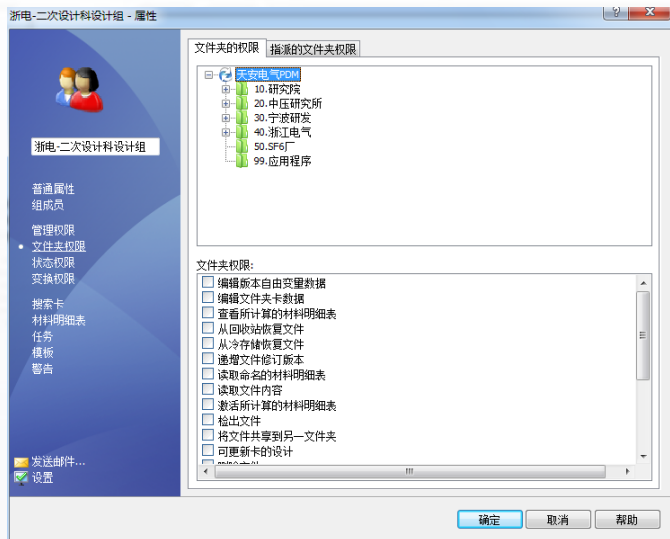 浙电-二次设计科设计组 - 属性
浙电-二次设计科设计组
普通属性
组成员
管理权限
文件夹权限
状态权限
变换权限
搜索卡
材料明细表
任务
模板
警告
发送邮件...
设置
文件夹的权限 指派的文件夹权限
天安电气PDM
10.研究院
20.中压研究所
30.宁波研发
40.浙江电气
50.SF6厂
99.应用程序
文件夹权限:
编辑版本自由变量数据
编辑文件夹卡数据
查看所计算的材料明细表
从回收站恢复文件
从冷存储恢复文件
递增文件修订版本
读取命名的材料明细表
读取文件内容
激活所计算的材料明细表
检出文件
将文件共享到另一文件夹
可更新卡的设计
确定 取消 帮助